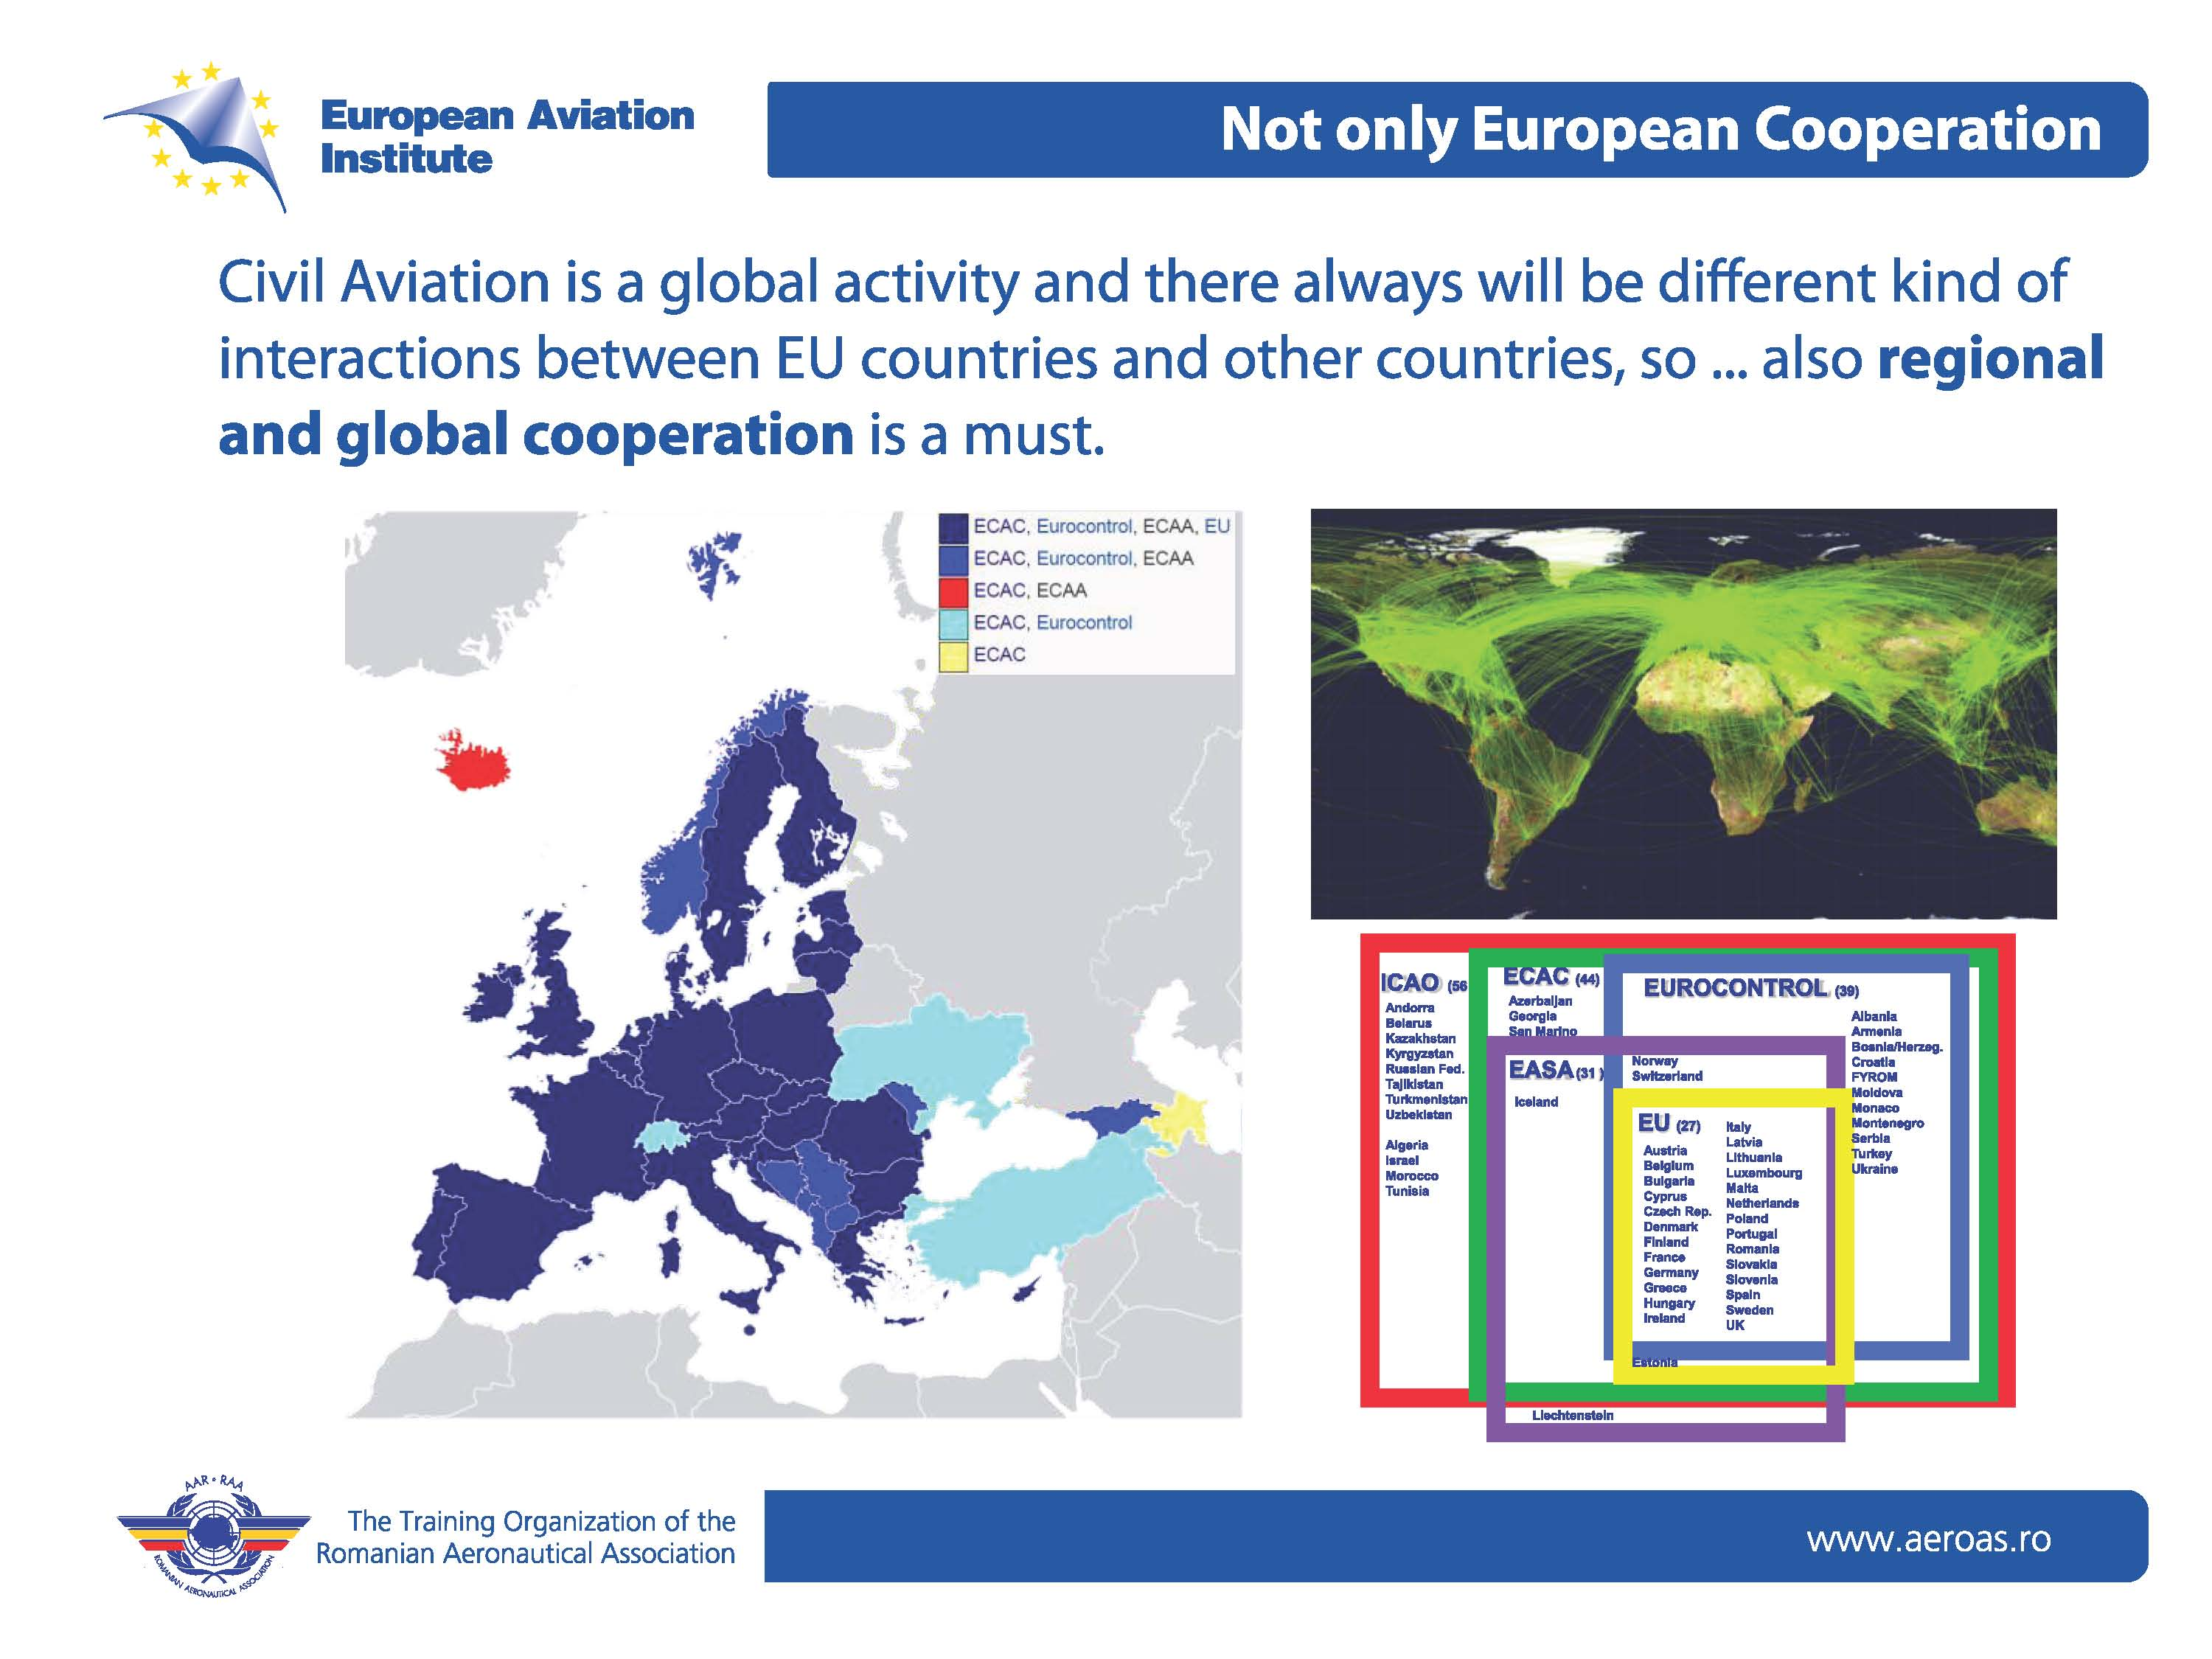 European Aviation
Institute
Not only European Cooperation
Civil Aviation is a global activity and there always will be different kind of
interactions between EU countries and other countries, so ... also regional
and global cooperation is a must.
ECAC, Eurocontrol, ECAA, EU
ECAC, Eurocontrol, ECAA
ECAC, ECAA
ECAC, Eurocontrol
ECAC
ICAO (56
Andorra
Belarus
Kazakhstan
Kyrgyzstan
Russian Fed.
Tajikistan
Turkmenistan
Uzbekistan
Algeria
Israel
Morocco
Tunisia
ECAC (44)
Azerbaijan
Georgia
San Marino
EUROCONTROL (39)
Albania
Armenia
Bosnia/Herzeg.
Croatia
FYROM
Moldova
Monaco
Montenegro
Serbia
Turkey
Ukraine
EASA (31 )
Iceland
Norway
Switzerland
EU (27)
Austria
Belgium
Bulgaria
Cyprus
Czech Rep.
Denmark
Finland
France
Germany
Greece
Hungary
Ireland
Italy
Latvia
Lithuania
Luxembourg
Malta
Netherlands
Poland
Portugal
Romania
Slovakia
Slovenia
Spain
Sweden
UK
Estonia
Liechtenstein
AAR • RAA
ROMANIAN AERONAUTICAL ASSOCIATION
The Training Organization of the
Romanian Aeronautical Association
www.aeroas.ro